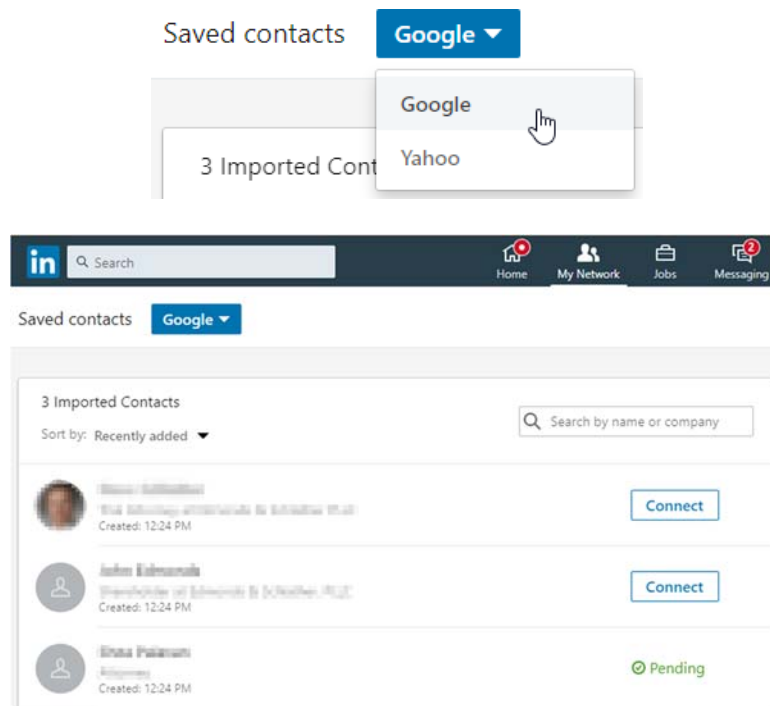 Saved contacts Google
Google
3 Imported Cont
Yahoo
in Search
Home My Network Jobs 2 Messaging
Saved contacts Google
3 Imported Contacts
Search by name or company
Sort by: Recently added
Connect
Created: 12:24 PM
Connect
Created: 12:24 PM
Pending
Created: 12:24 PM